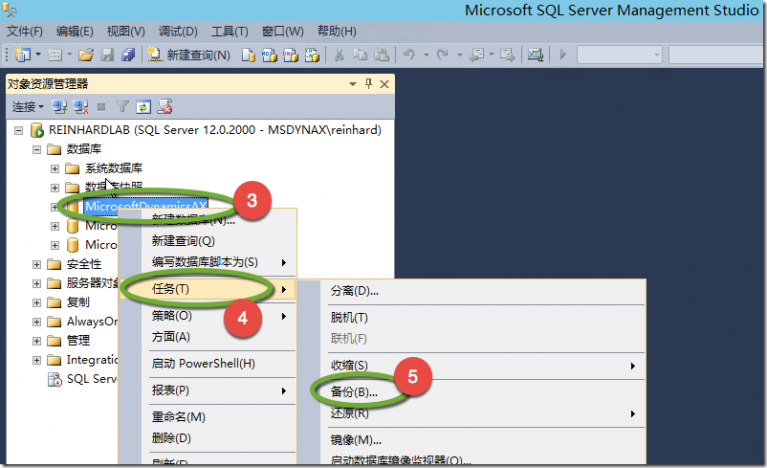 Microsoft SQL Server Management Studio
文件(F) 编辑(E) 视图(V) 调试(D) 工具(T) 窗口(W) 帮助(H)
新建查询(N)
对象资源管理器
连接
REINHARDLAB (SQL Server 12.0.2000 - MSDYNAX\reinhard)
数据库
系统数据库
数据库快照
MicrosoftDynamicsAX
3
Micro
Micro
安全性
服务器对象
复制
AlwaysOn
管理
Integration
SQL Serve
新建数据库(N)...
新建查询(Q)
编写数据库脚本为(S)
任务(T)
4
策略(O)
方面(A)
启动 PowerShell(H)
报表(P)
重命名(M)
删除(D)
刷新(F)
分离(D)...
脱机(T)
联机(F)
收缩(S)
5
备份(B)...
还原(R)
镜像(M)...
启动数据库镜像监视器(O)...